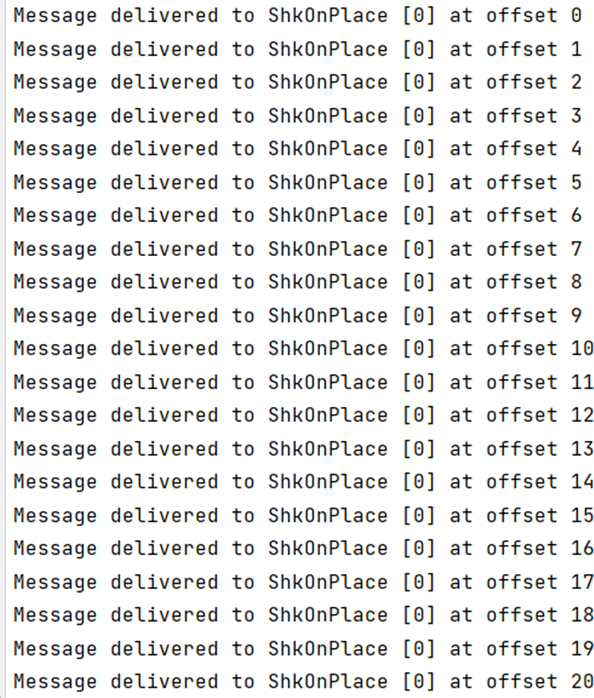 Message delivered to ShkOnPlace [0] at offset 0
Message delivered to ShkOnPlace [0] at offset 1
Message delivered to ShkOnPlace [0] at offset 2
Message delivered to ShkOnPlace [0] at offset 3
Message delivered to ShkOnPlace [0] at offset 4
Message delivered to ShkOnPlace [0] at offset 5
Message delivered to ShkOnPlace [0] at offset 6
Message delivered to ShkOnPlace [0] at offset 7
Message delivered to ShkOnPlace [0] at offset 8
Message delivered to ShkOnPlace [0] at offset 9
Message delivered to ShkOnPlace [0] at offset 10
Message delivered to ShkOnPlace [0] at offset 11
Message delivered to ShkOnPlace [0] at offset 12
Message delivered to ShkOnPlace [0] at offset 13
Message delivered to ShkOnPlace [0] at offset 14
Message delivered to ShkOnPlace [0] at offset 15
Message delivered to ShkOnPlace [0] at offset 16
Message delivered to ShkOnPlace [0] at offset 17
Message delivered to ShkOnPlace [0] at offset 18
Message delivered to ShkOnPlace [0] at offset 19
Message delivered to ShkOnPlace [0] at offset 20